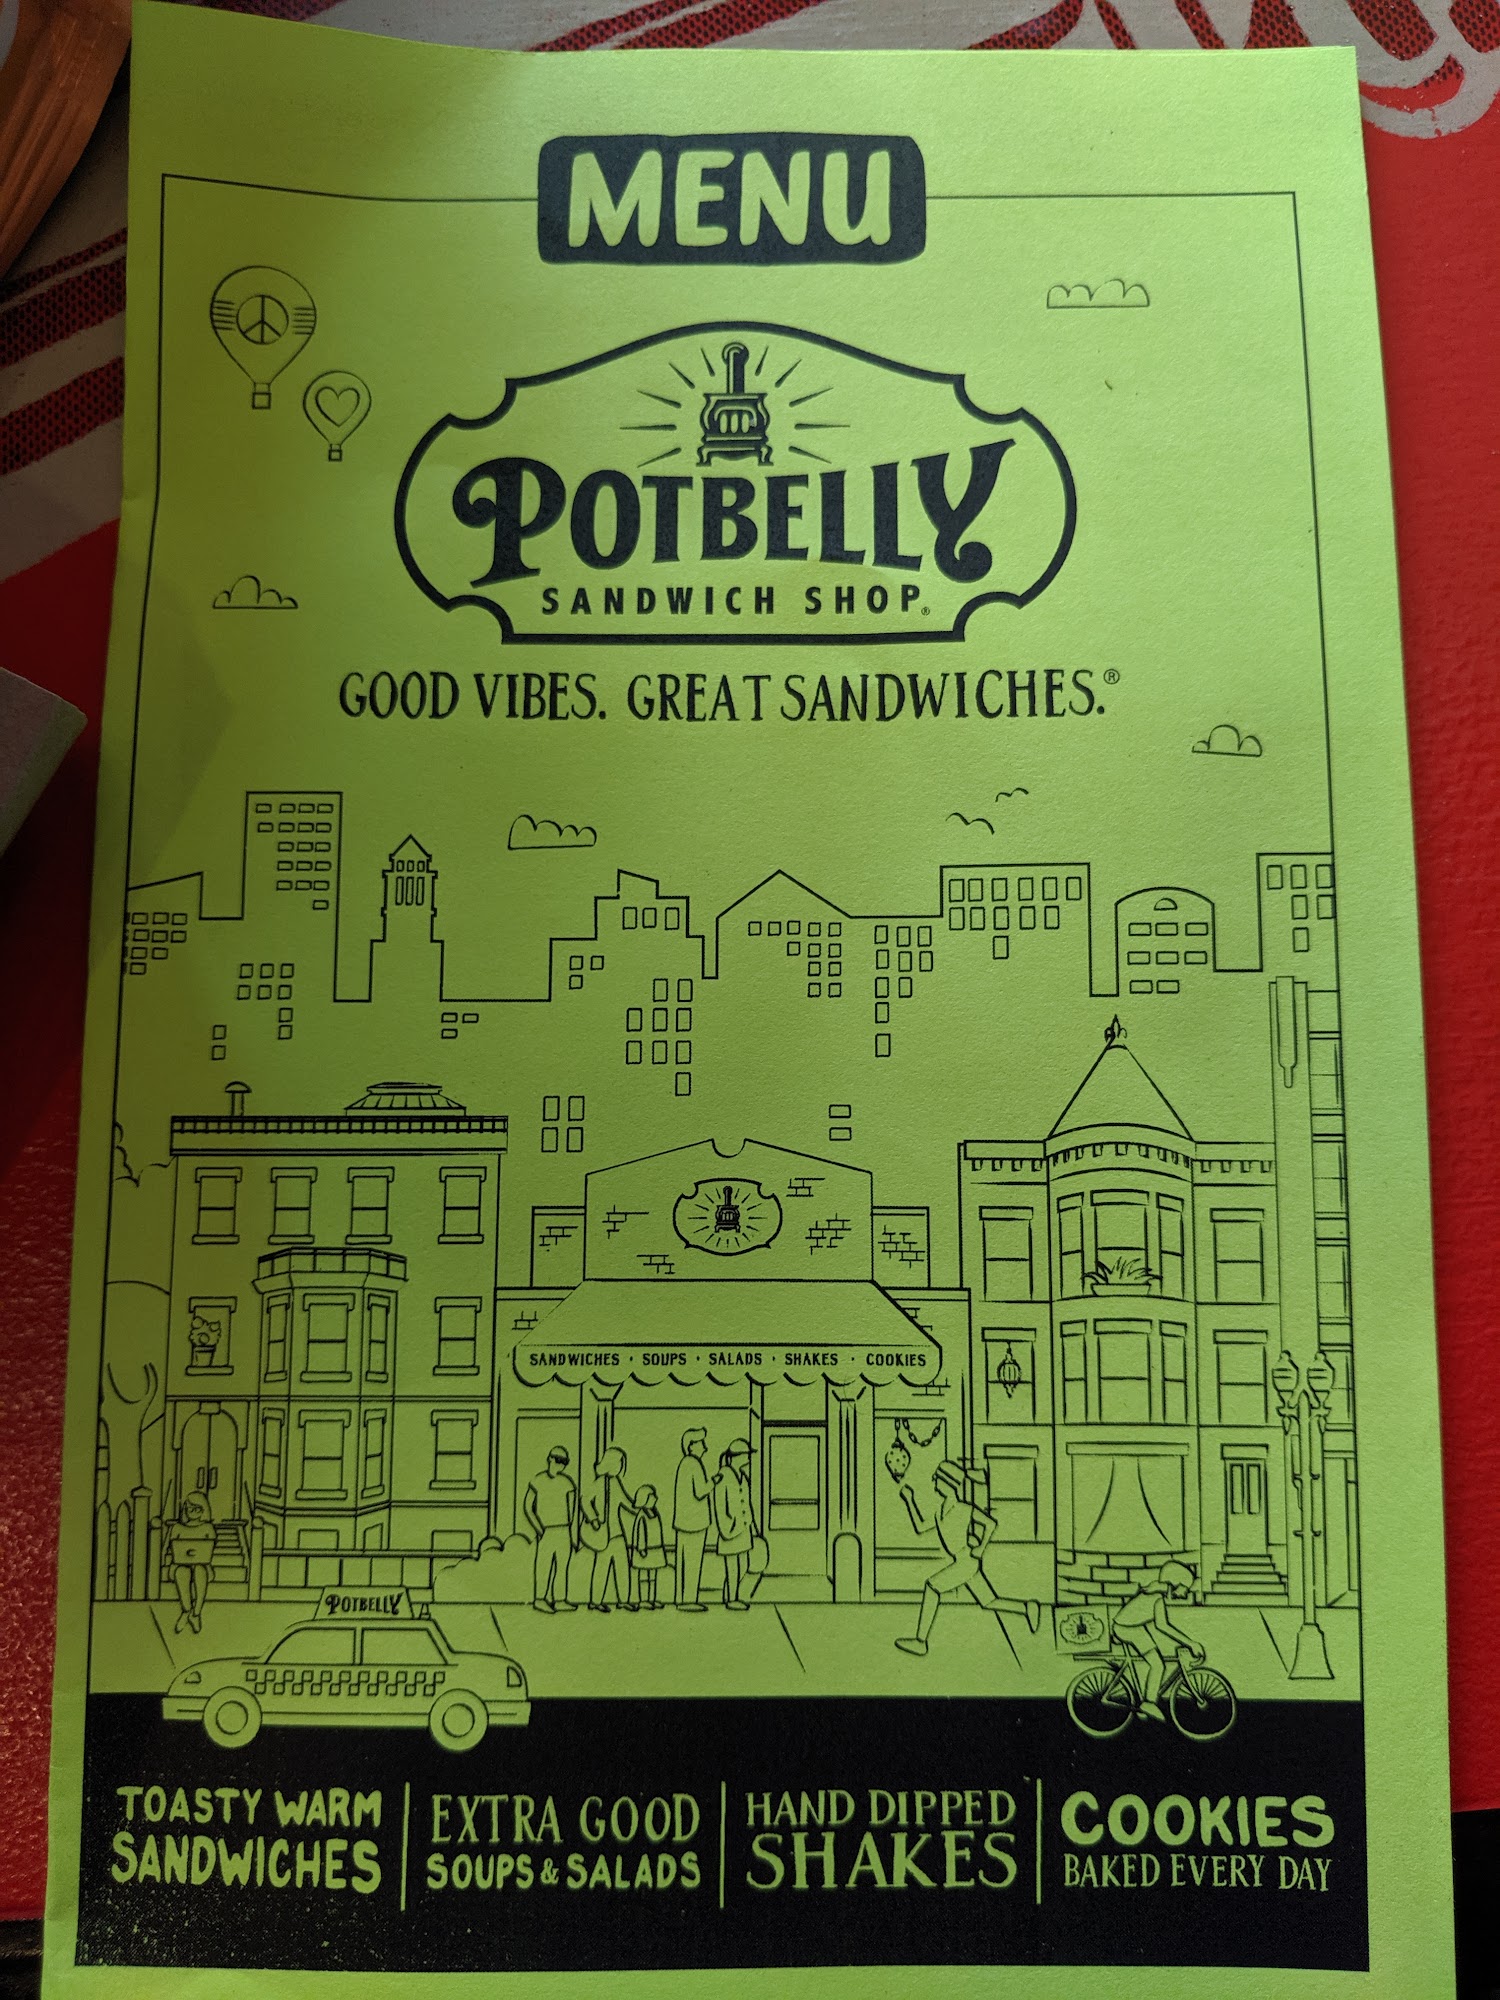 MENU
POTBELLY
SANDWICH SHOP®
GOOD VIBES. GREAT SANDWICHES.®
SANDWICHES · SOUPS · SALADS · SHAKES · COOKIES
POTBELLY
TOASTY WARM
SANDWICHES
EXTRA GOOD
SOUPS & SALADS
HAND DIPPED
SHAKES
COOKIES
BAKED EVERY DAY